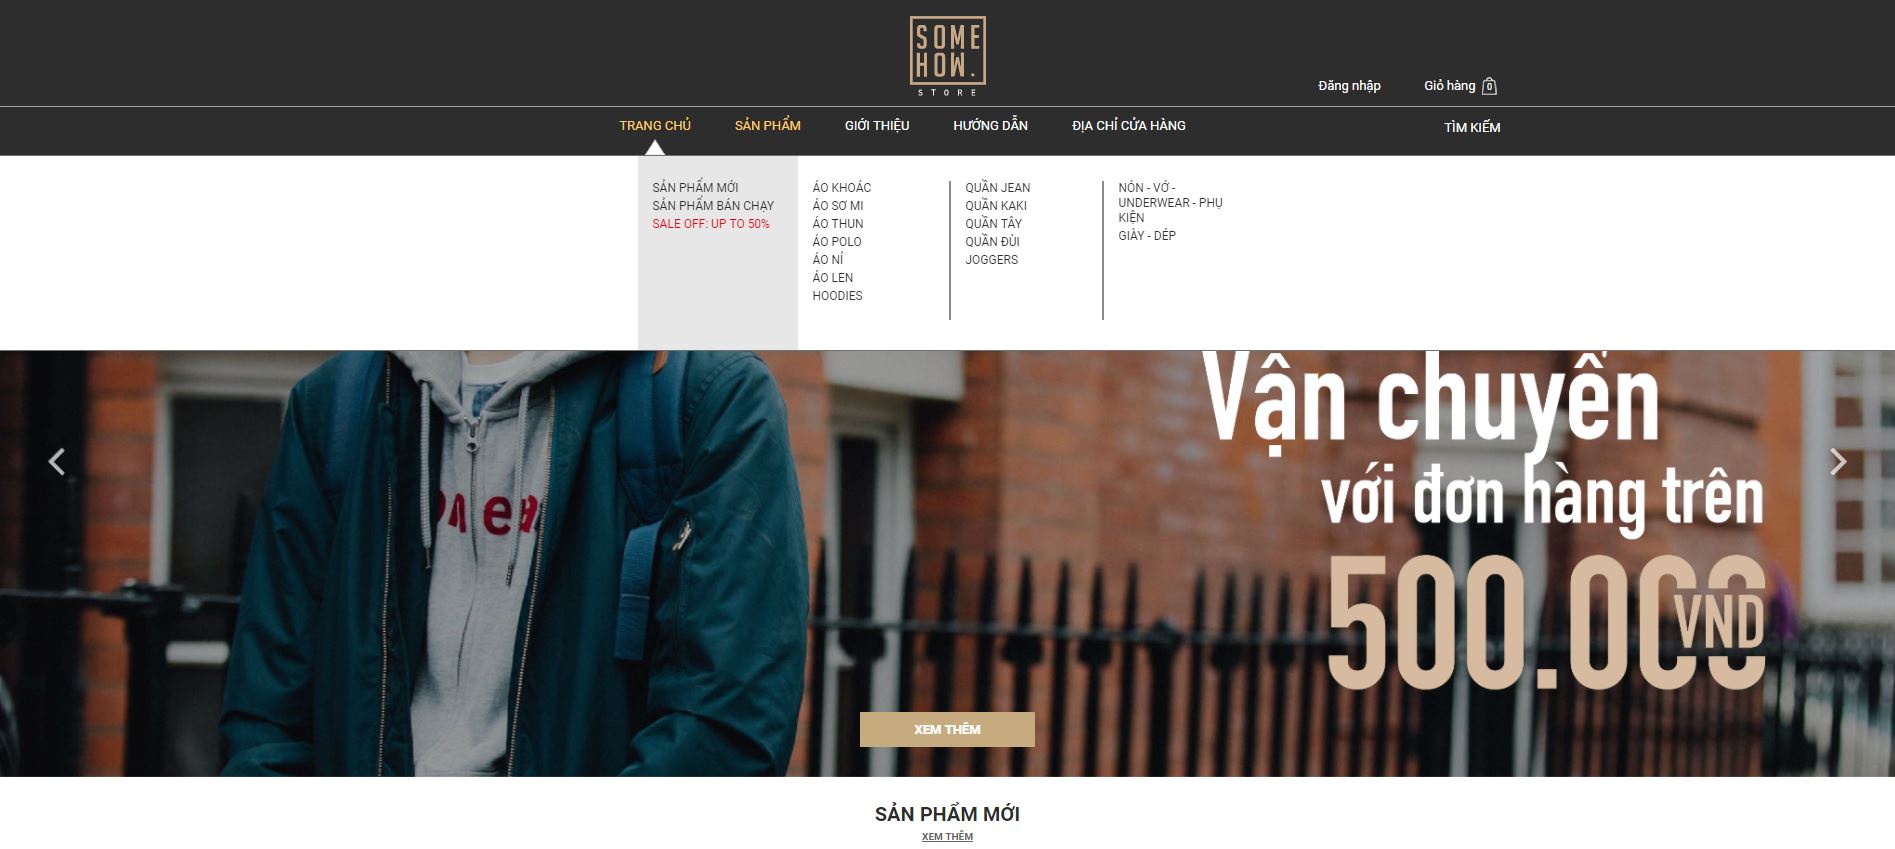 SOME
HOW.
STORE
Đăng nhập
Giỏ hàng 0
TRANG CHỦ
SẢN PHẨM
GIỚI THIỆU
HƯỚNG DẪN
ĐỊA CHỈ CỬA HÀNG
TÌM KIẾM
SẢN PHẨM MỚI
SẢN PHẨM BÁN CHẠY
SALE OFF: UP TO 50%
ÁO KHOÁC
ÁO SƠ MI
ÁO THUN
ÁO POLO
ÁO NỈ
ÁO LEN
HOODIES
QUẦN JEAN
QUẦN KAKI
QUẦN TÂY
QUẦN ĐÙI
JOGGERS
NÓN - VỚ -
UNDERWEAR - PHỤ
KIỆN
GIÀY - DÉP
Vận chuyển
với đơn hàng trên
500.000
VND
XEM THÊM
SẢN PHẨM MỚI
XEM THÊM